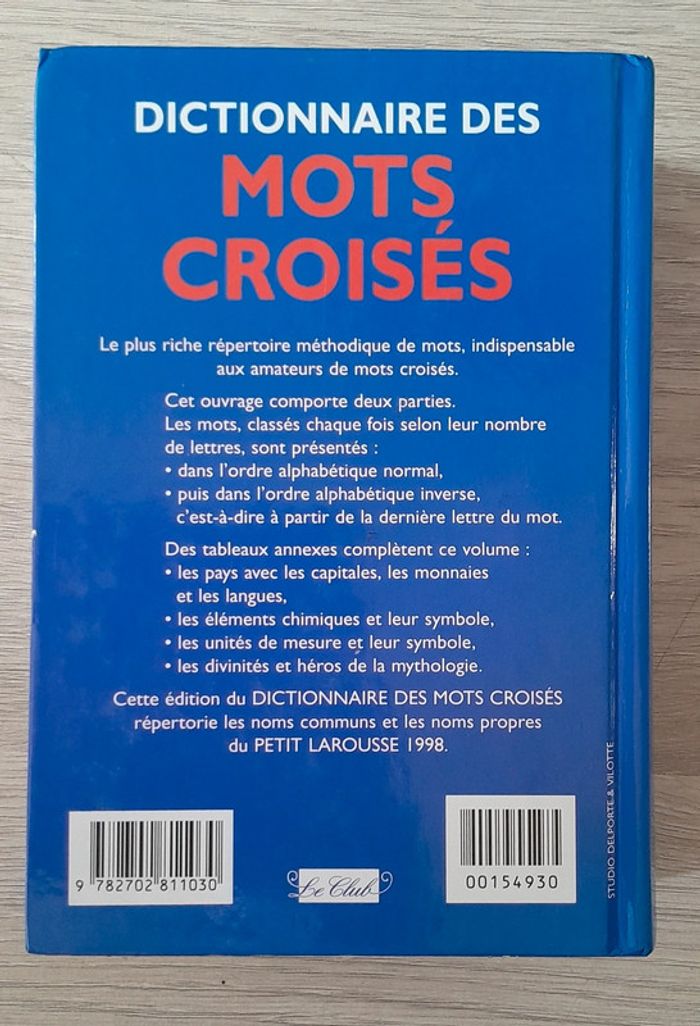 DICTIONNAIRE DES
MOTS
CROISÉS
Le plus riche répertoire méthodique de mots, indispensable
aux amateurs de mots croisés.
Cet ouvrage comporte deux parties.
Les mots, classés chaque fois selon leur nombre
de lettres, sont présentés :
• dans l'ordre alphabétique normal,
• puis dans l'ordre alphabétique inverse,
c'est-à-dire à partir de la dernière lettre du mot.
Des tableaux annexes complètent ce volume :
• les pays avec les capitales, les monnaies
et les langues,
• les éléments chimiques et leur symbole,
• les unités de mesure et leur symbole,
• les divinités et héros de la mythologie.
Cette édition du DICTIONNAIRE DES MOTS CROISÉS
répertorie les noms communs et les noms propres
du PETIT LAROUSSE 1998.
STUDIO DELPORTE & VILOTTE
9 782702 811030
Le Club
00154930